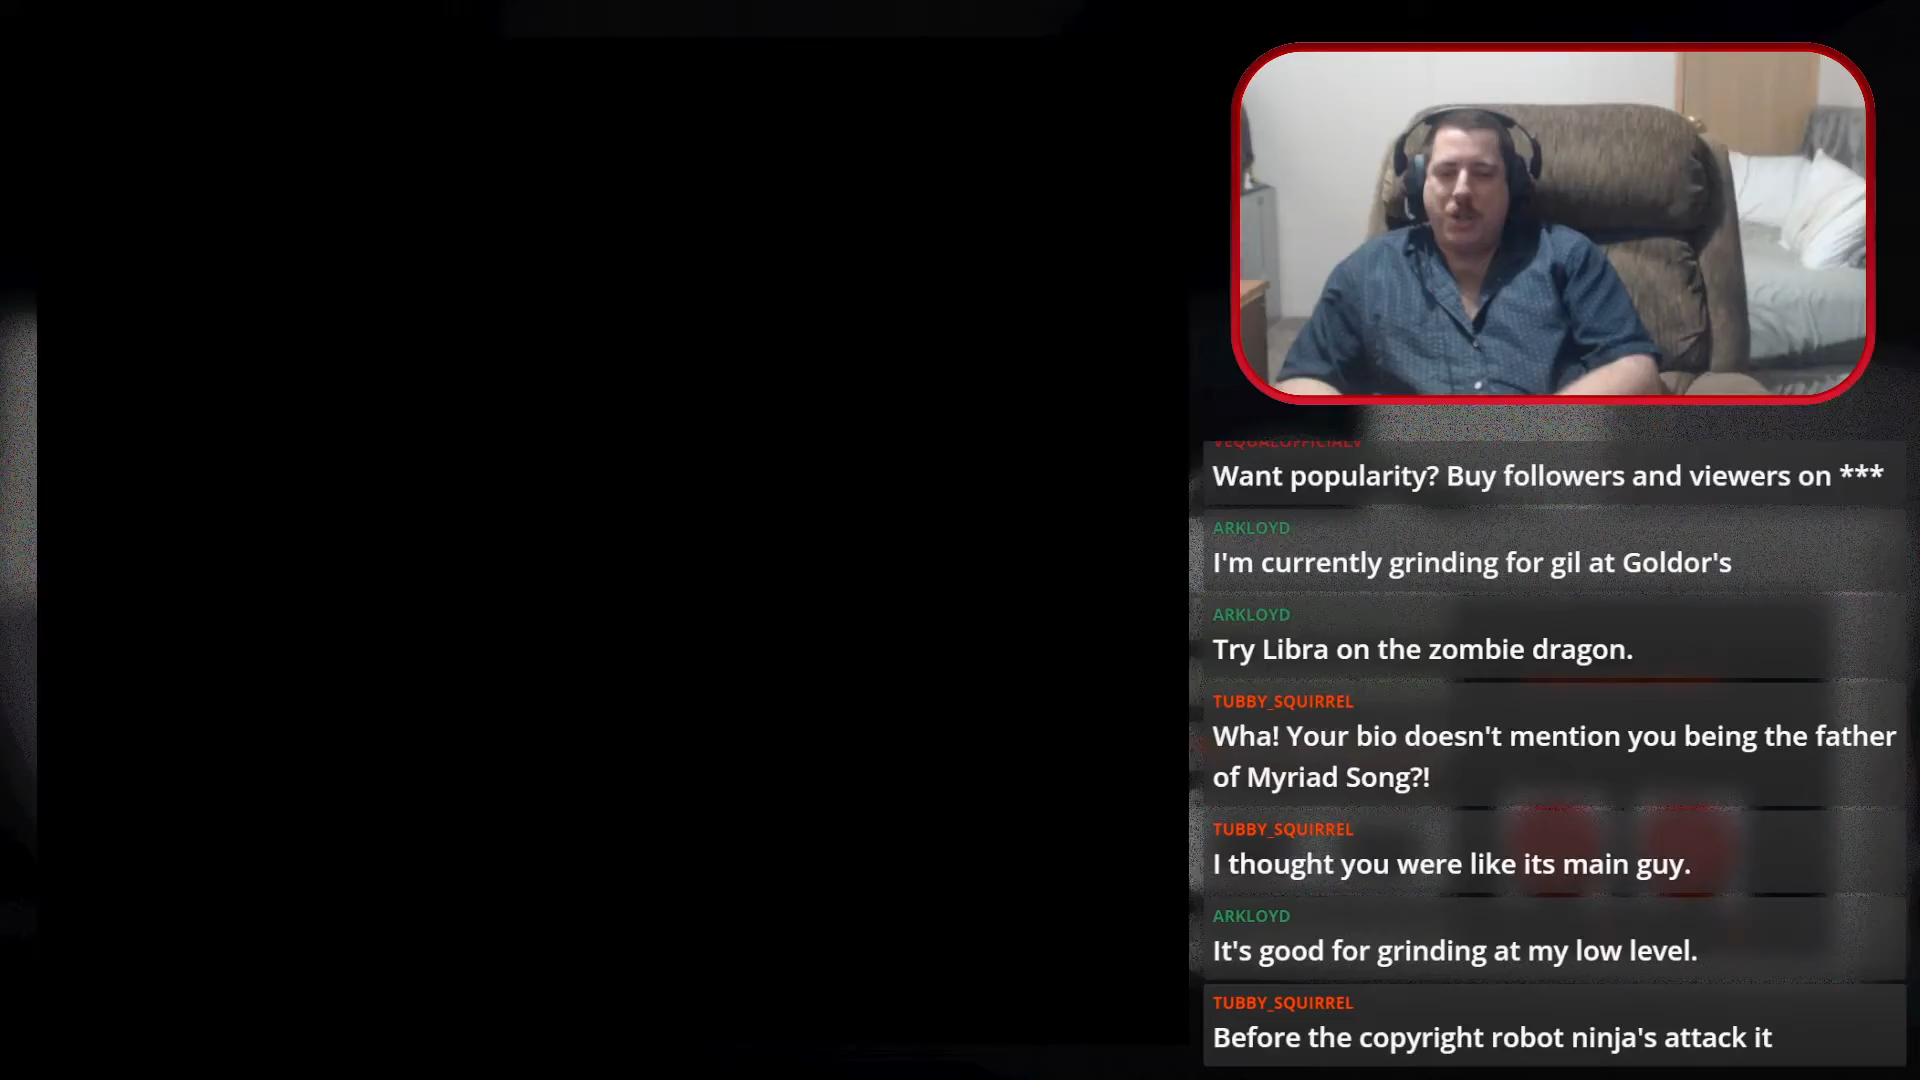 VEQUALOFFICIALV
Want popularity? Buy followers and viewers on ***
ARKLOYD
I'm currently grinding for gil at Goldor's
ARKLOYD
Try Libra on the zombie dragon.
TUBBY_SQUIRREL
Wha! Your bio doesn't mention you being the father
of Myriad Song?!
TUBBY_SQUIRREL
I thought you were like its main guy.
ARKLOYD
It's good for grinding at my low level.
TUBBY_SQUIRREL
Before the copyright robot ninja's attack it